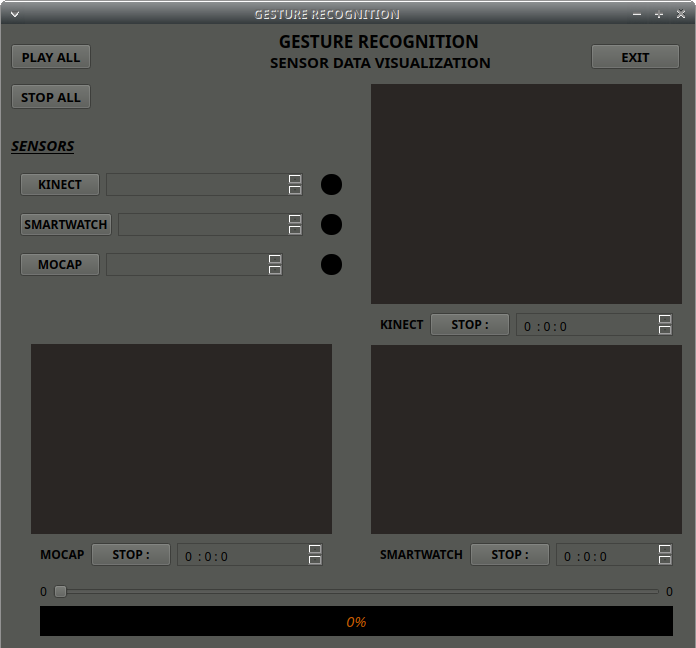 GESTURE RECOGNITION
GESTURE RECOGNITION
SENSOR DATA VISUALIZATION
PLAY ALL
EXIT
STOP ALL
SENSORS
KINECT
SMARTWATCH
MOCAP
KINECT STOP : 0 :0:0
MOCAP STOP : 0 :0:0
SMARTWATCH STOP : 0 :0:0
0 0
0%